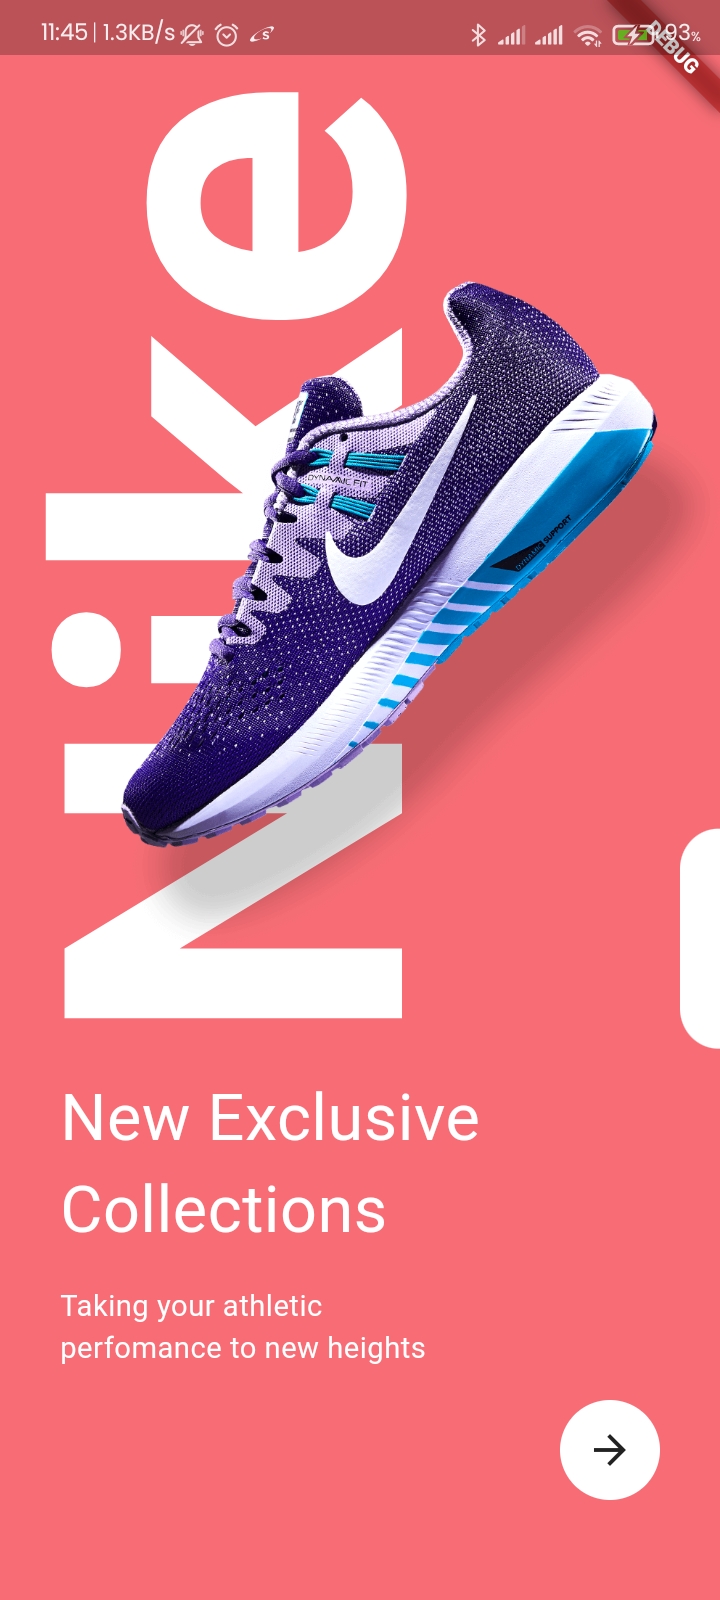 11:45 | 1.3KB/s
93%
DEBUG
Nike
DYNAMIC FIT
DYNAMIC SUPPORT
New Exclusive
Collections
Taking your athletic
perfomance to new heights